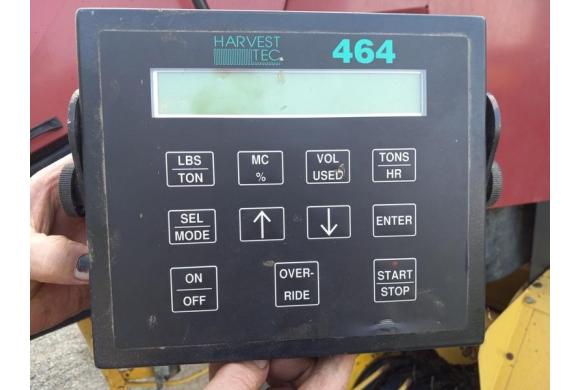 HARVEST
TEC
464
LBS
TON
MC
%
VOL
USED
TONS
HR
SEL
MODE
↑
↓
ENTER
ON
OFF
OVER-
RIDE
START
STOP